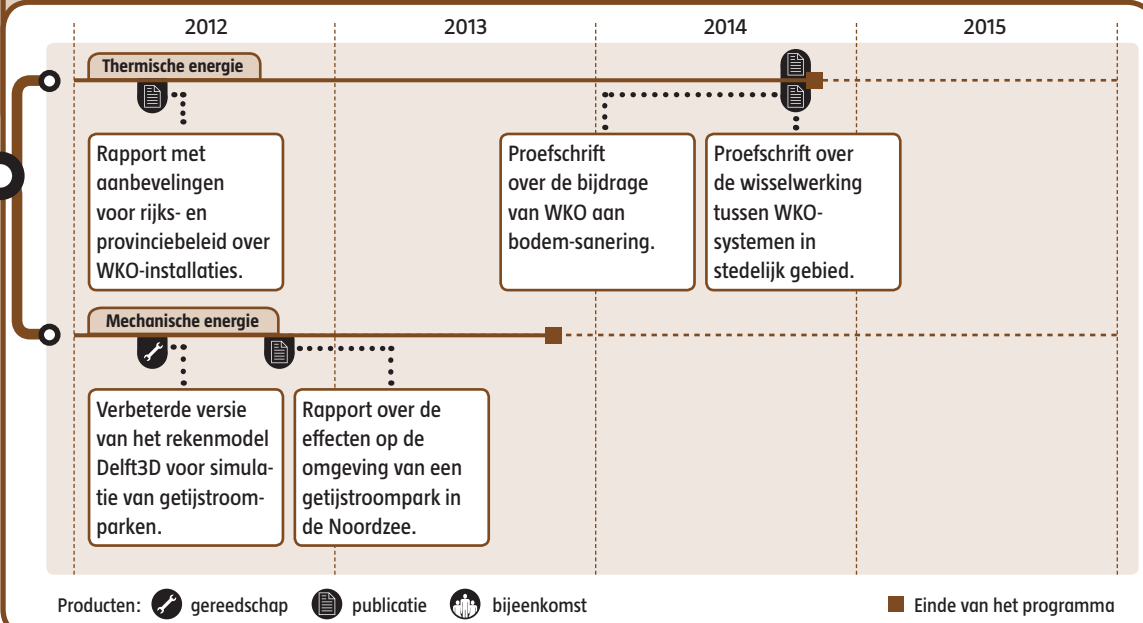 2012
2013
2014
2015
Thermische energie
Rapport met
aanbevelingen
voor rijks- en
provinciebeleid over
WKO-installaties.
Proefschrift
over de bijdrage
van WKO aan
bodem-sanering.
Proefschrift over
de wisselwerking
tussen WKO-
systemen in
stedelijk gebied.
Mechanische energie
Verbeterde versie
van het rekenmodel
Delft3D voor simula-
tie van getijstroom-
parken.
Rapport over de
effecten op de
omgeving van een
getijstroompark in
de Noordzee.
Producten: gereedschap publicatie bijeenkomst
Einde van het programma